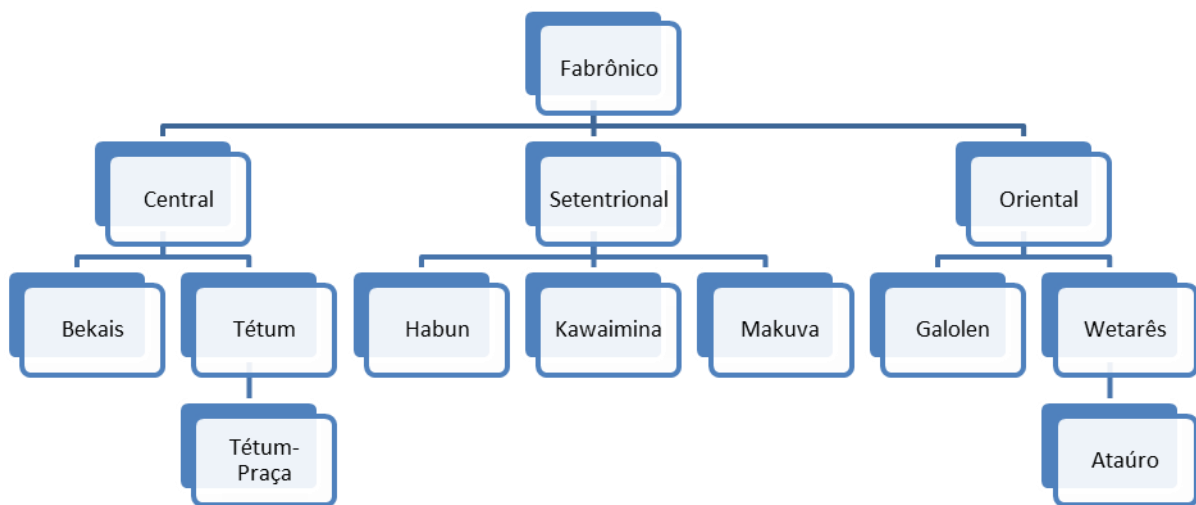 Fabrônico
Central
Setentrional
Oriental
Bekais
Tétum
Habun
Kawaimina
Makuva
Galolen
Wetarês
Tétum-
Praça
Ataúro